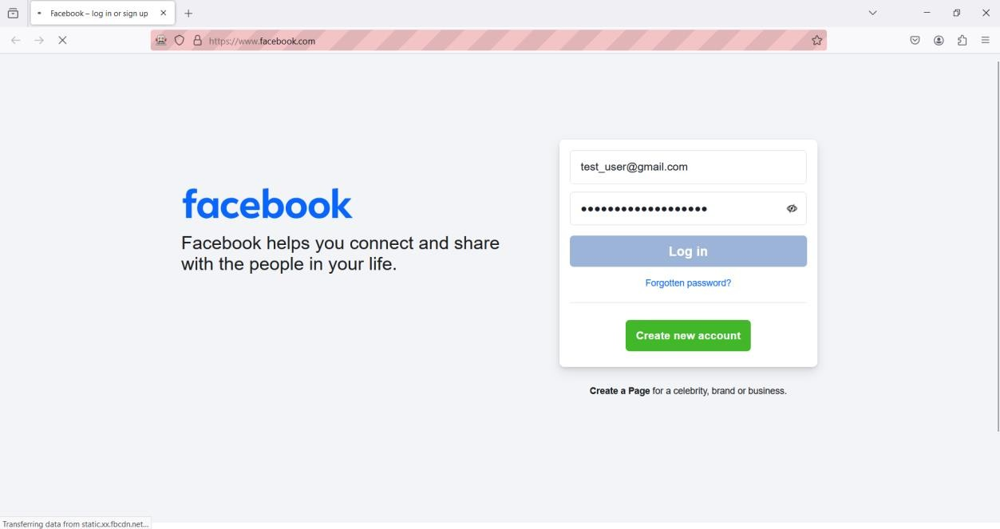 Facebook – log in or sign up
https://www.facebook.com
facebook
Facebook helps you connect and share
with the people in your life.
test_user@gmail.com
●●●●●●●●●●●●●●●●●●●
Log in
Forgotten password?
Create new account
Create a Page for a celebrity, brand or business.
Transferring data from static.xx.fbcdn.net...